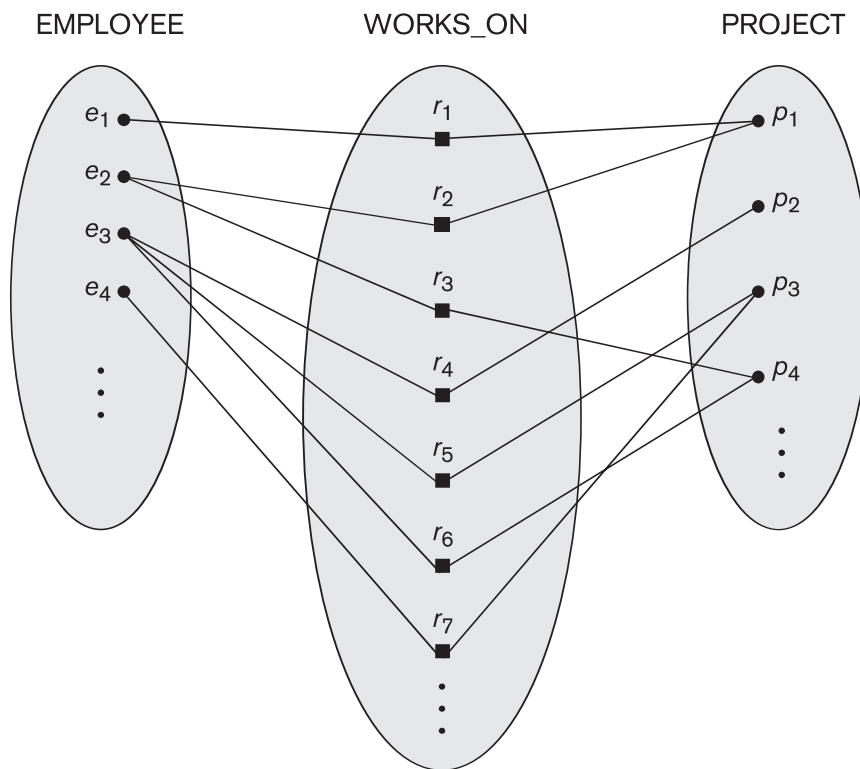 EMPLOYEE WORKS_ON PROJECT
e1 r1 p1
e2 r2 p2
e3 r3 p3
e4 r4 p4
r5
r6
r7